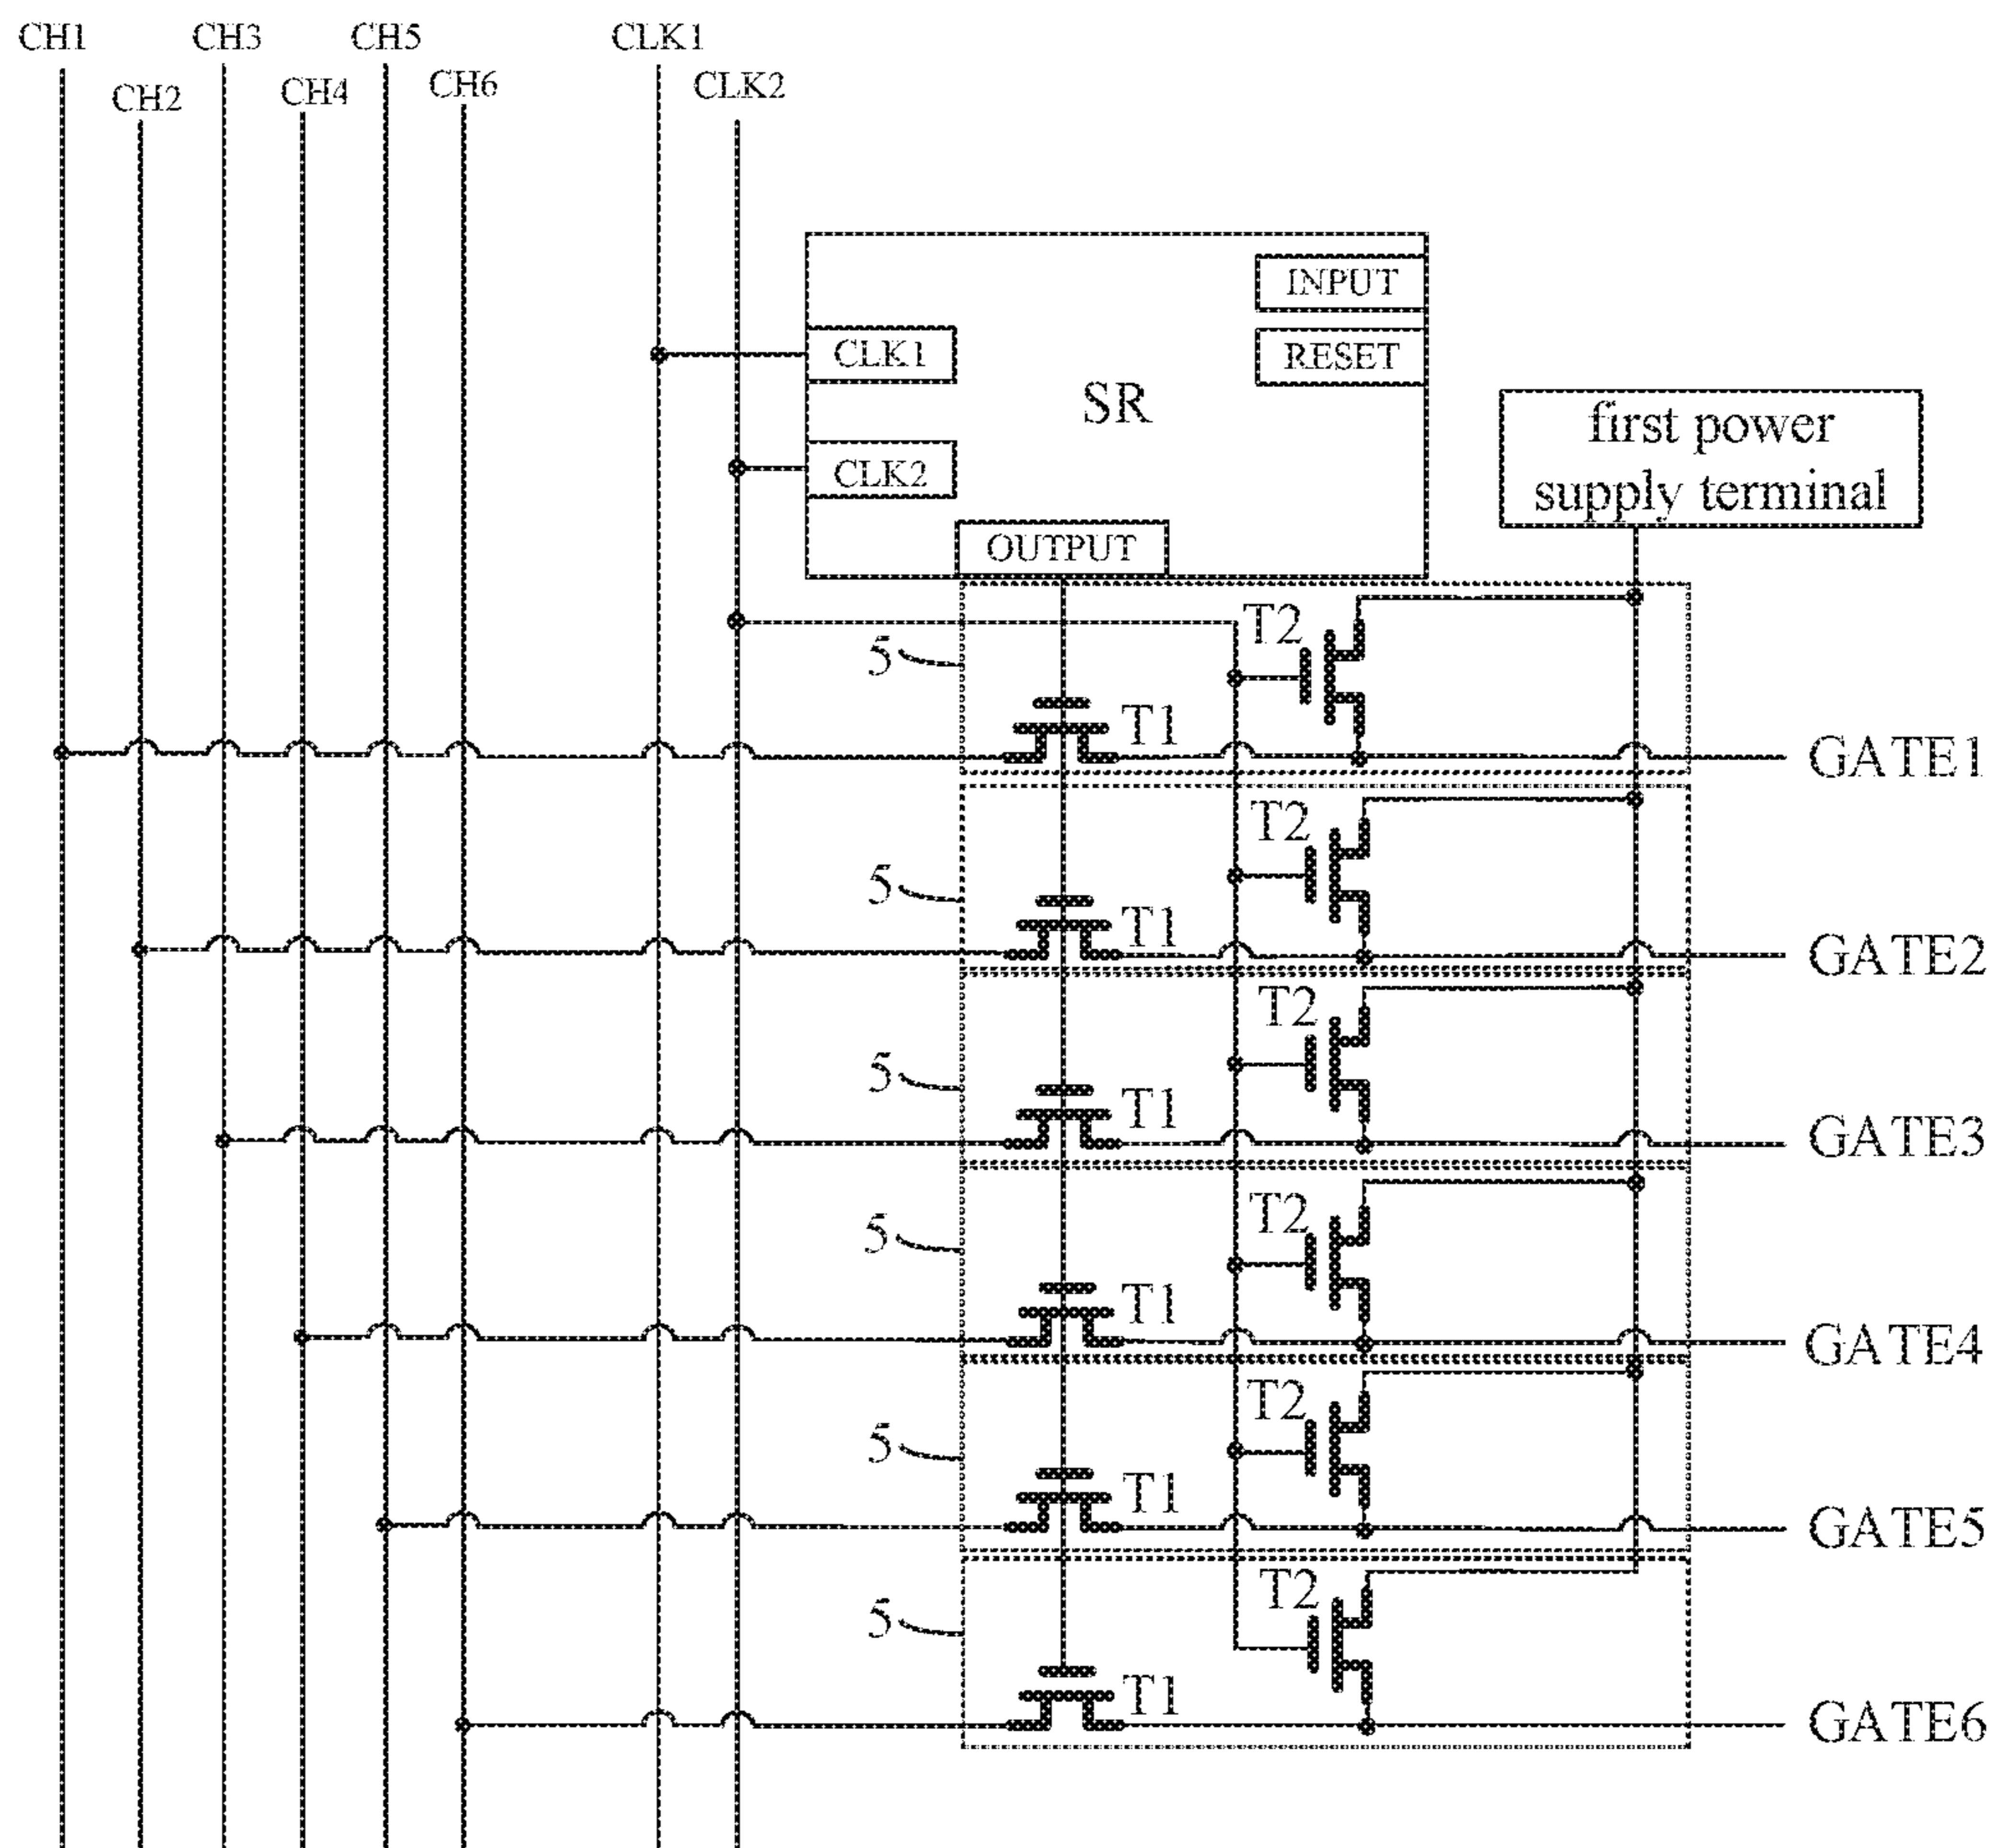 CH1
CH3
CH5
CLK1
CH2
CH4
CH6
CLK2
INPUT
CLK1
RESET
SR
first power
supply terminal
CLK2
OUTPUT
T2
5
T1
GATE1
T2
5
T1
GATE2
T2
5
T1
GATE3
T2
5
T1
GATE4
T2
5
T1
GATE5
T2
5
T1
GATE6